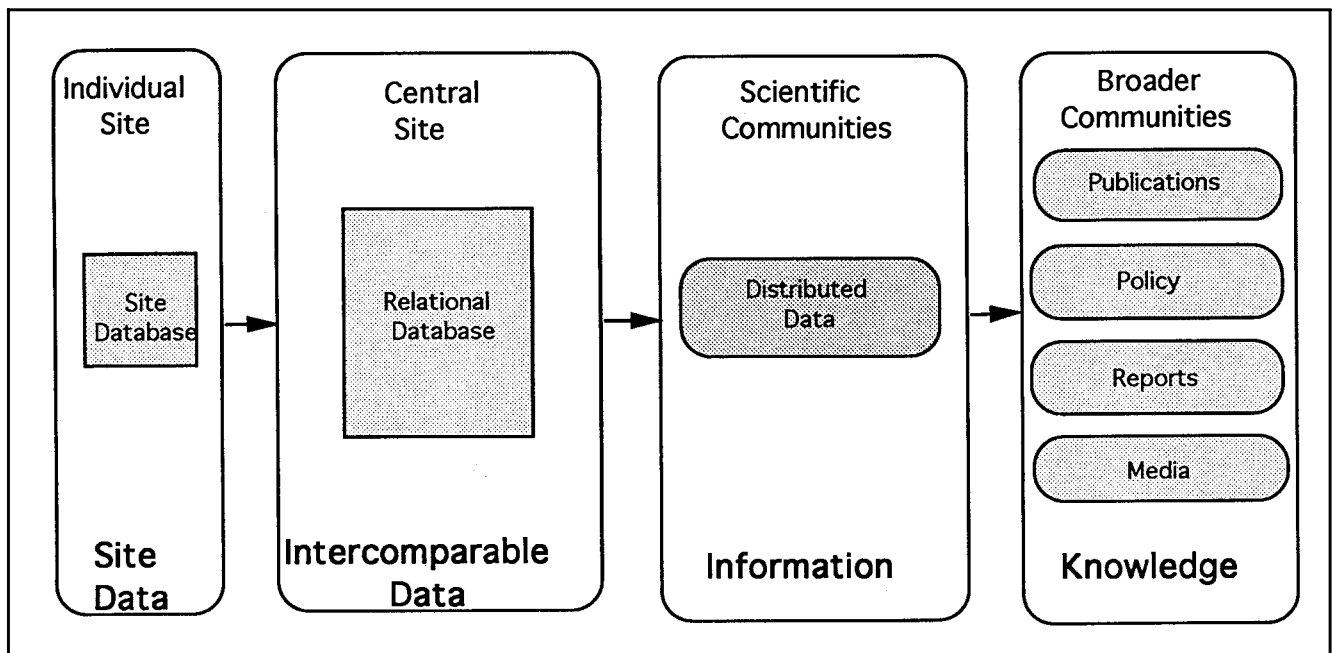 Individual
Site
Site
Database
Site
Data
Central
Site
Relational
Database
Intercomparable
Data
Scientific
Communities
Distributed
Data
Information
Broader
Communities
Publications
Policy
Reports
Media
Knowledge